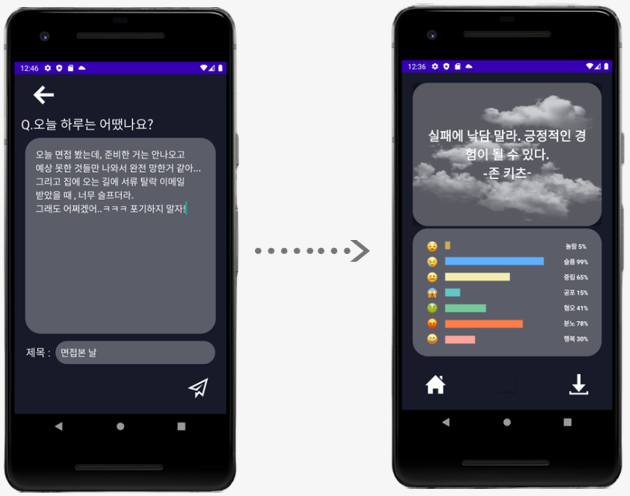 12:46
Q.오늘 하루는 어땠나요?
오늘 면접 봤는데, 준비한 거는 안나오고
예상 못한 것들만 나와서 완전 망한거 같아...
그리고 집에 오는 길에 서류 탈락 이메일
받았을 때 , 너무 슬프더라.
그래도 어쩌겠어..ㅋㅋㅋ 포기하지 말자!
제목 : 면접본 날
12:36
실패에 낙담 말라. 긍정적인 경
험이 될 수 있다.
-존 키츠-
놀람 5%
슬픔 99%
중립 65%
공포 15%
혐오 41%
분노 78%
행복 30%